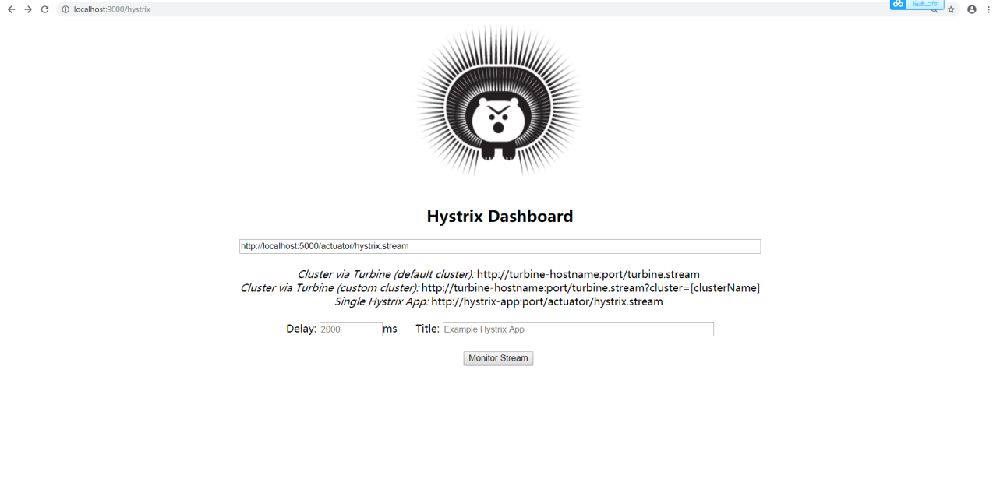 localhost:9000/hystrix
拖拽上传
Hystrix Dashboard
http://localhost:5000/actuator/hystrix.stream
Cluster via Turbine (default cluster): http://turbine-hostname:port/turbine.stream
Cluster via Turbine (custom cluster): http://turbine-hostname:port/turbine.stream?cluster=[clusterName]
Single Hystrix App: http://hystrix-app:port/actuator/hystrix.stream
Delay: 2000 ms Title: Example Hystrix App
Monitor Stream